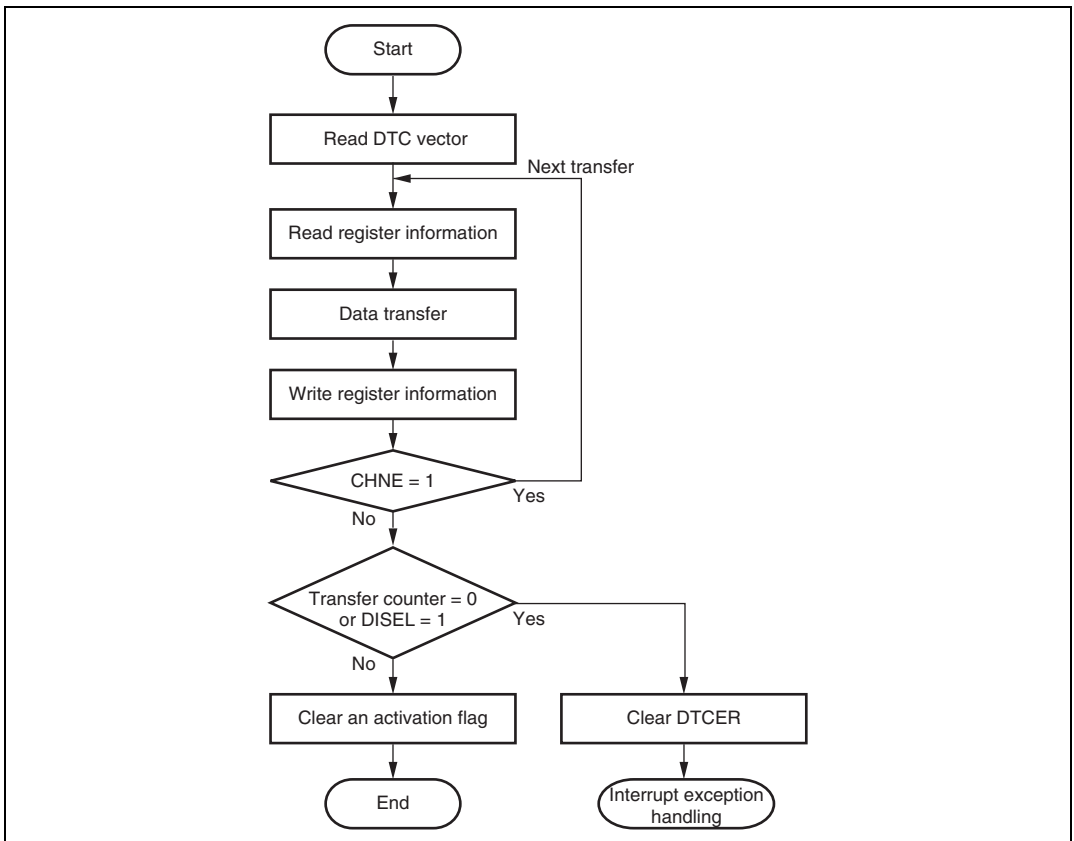 Start
Read DTC vector
Next transfer
Read register information
Data transfer
Write register information
CHNE = 1
Yes
No
Transfer counter = 0
or DISEL = 1
Yes
No
Clear an activation flag
Clear DTCER
End
Interrupt exception
handling